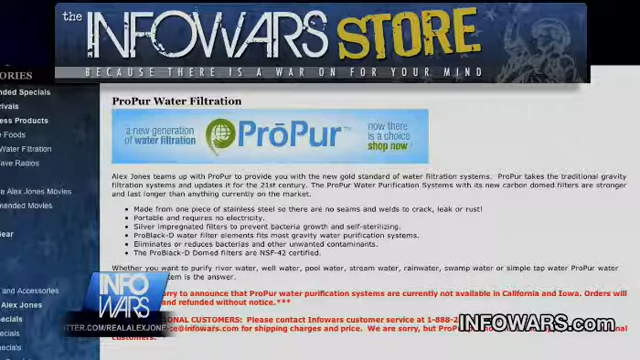 the INFOWARS STORE
BECAUSE THERE IS A WAR ON FOR YOUR MIND
ORIES
nded Specials
rivals
ess Products
e Foods
Water Filtration
ave Radios
e Alex Jones Movies
mended Movies
Gear
and Accessories
Alex Jones
pecials
ecials
ecials
ProPur Water Filtration
a new generation of water filtration
ProPur™
now there is a choice
shop now
Alex Jones teams up with ProPur to provide you with the new gold standard of water filtration systems. ProPur takes the traditional gravity
filtration systems and updates it for the 21st century. The ProPur Water Purification Systems with its new carbon domed filters are stronger
and last longer than anything currently on the market.
• Made from one piece of stainless steel so there are no seams and welds to crack, leak or rust!
• Portable and requires no electricity.
• Silver impregnated filters to prevent bacteria growth and self-sterilizing.
• ProBlack-D water filter elements fits most gravity water purification systems.
• Eliminates or reduces bacterias and other unwanted contaminants.
• The ProBlack-D Domed filters are NSF-42 certified.
Whether you want to purify river water, well water, pool water, stream water, rainwater, swamp water or simple tap water ProPur water
tem is the answer.
rry to announce that ProPur water purification systems are currently not available in California and Iowa. Orders will
and refunded without notice.***
IONAL CUSTOMERS: Please contact Infowars customer service at 1-888-2
ce@infowars.com for shipping charges and price. We are sorry, but ProP
customers.
INFO
WARS
TTER.COM/REALALEXJONE
INFOWARS.com